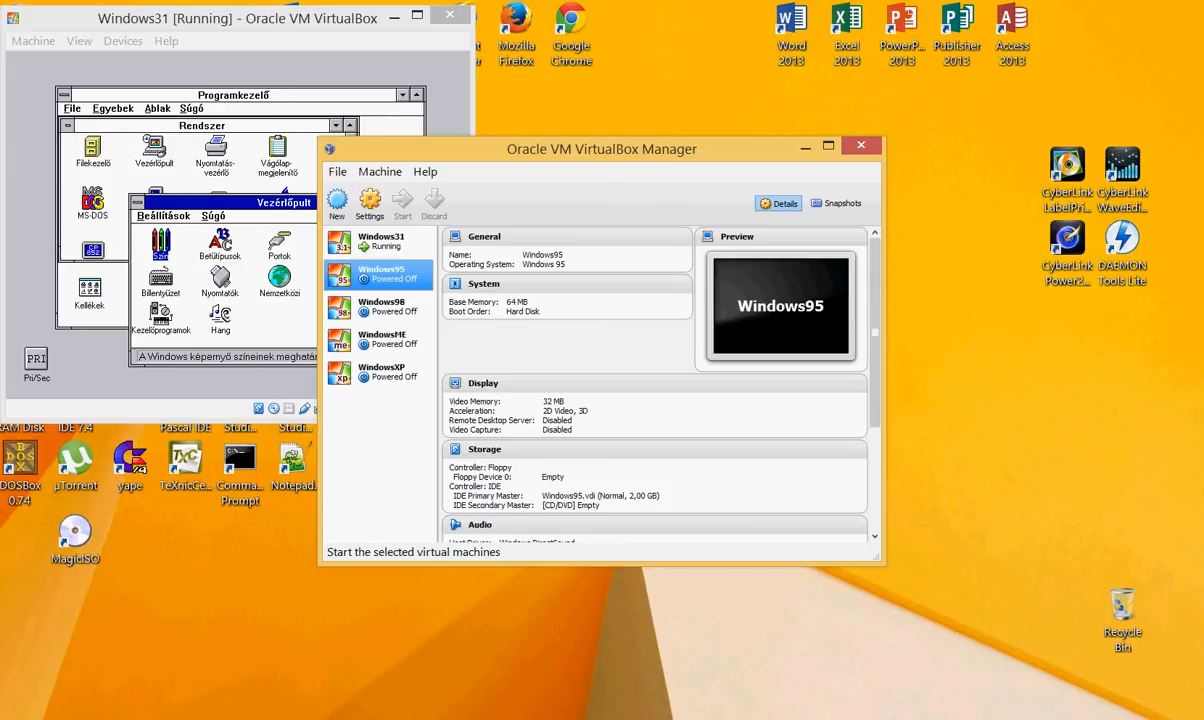 Windows31 [Running] - Oracle VM VirtualBox
Machine View Devices Help
Programkezelő
File Egyebek Ablak Súgó
Rendszer
Filekezelő Vezérlőpult Nyomtatás-vezérlő Vágólap-megjelenítő
MS-DOS
Vezérlőpult
Beállítások Súgó
Szín Betűtípusok Portok
Billentyűzet Nyomtatók Nemzetközi
Kezelőprogramok Hang
A Windows képernyő színeinek meghatár
Kellékek
PRI
Pri/Sec
Mozilla Firefox
Google Chrome
Word 2013
Excel 2013
PowerP... 2013
Publisher 2013
Access 2013
Oracle VM VirtualBox Manager
File Machine Help
New Settings Start Discard
Details Snapshots
Windows31
Running
Windows95
Powered Off
Windows98
Powered Off
WindowsME
Powered Off
WindowsXP
Powered Off
General
Name: Windows95
Operating System: Windows 95
System
Base Memory: 64 MB
Boot Order: Hard Disk
Preview
Windows95
Display
Video Memory: 32 MB
Acceleration: 2D Video, 3D
Remote Desktop Server: Disabled
Video Capture: Disabled
Storage
Controller: Floppy
Floppy Device 0: Empty
Controller: IDE
IDE Primary Master: Windows95.vdi (Normal, 2,00 GB)
IDE Secondary Master: [CD/DVD] Empty
Audio
Start the selected virtual machines
CyberLink LabelPri...
CyberLink WaveEdi...
CyberLink Power2...
DAEMON Tools Lite
RAM Disk IDE 7.4 Pascal IDE Studi... Studi...
DOSBox 0.74
µTorrent
yape
TeXnicCe...
Comma... Prompt
Notepad
MagicISO
Recycle Bin